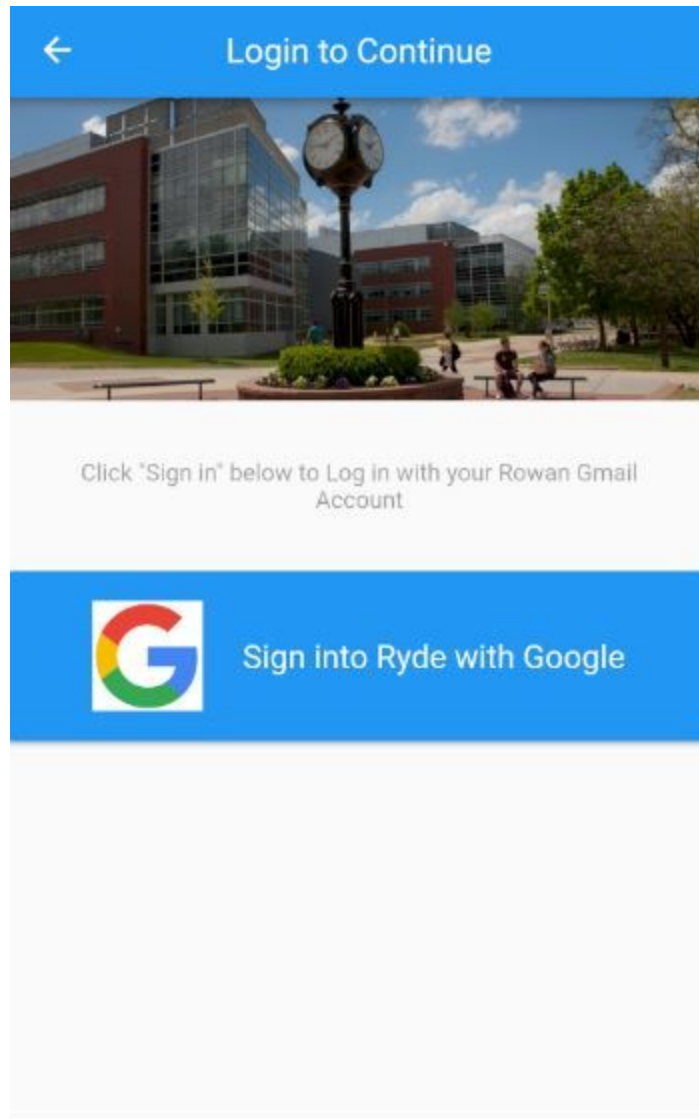 Login to Continue
Click "Sign in" below to Log in with your Rowan Gmail
Account
Sign into Ryde with Google